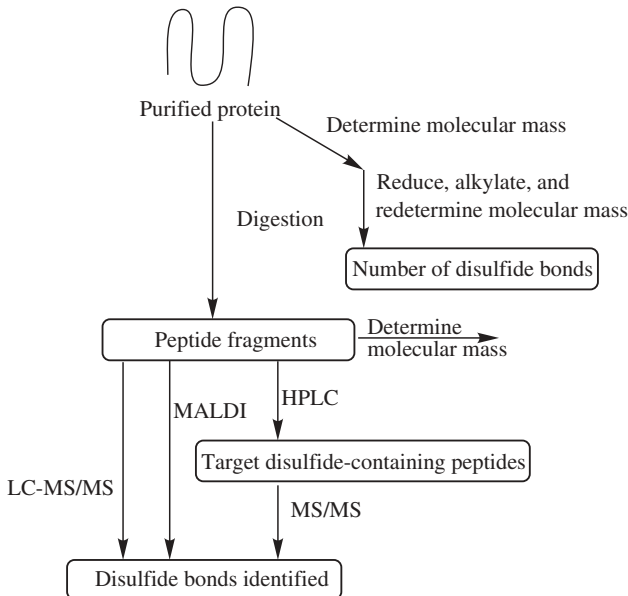 Purified protein
Determine molecular mass
Reduce, alkylate, and
redetermine molecular mass
Digestion
Number of disulfide bonds
Peptide fragments
Determine
molecular mass
HPLC
MALDI
Target disulfide-containing peptides
LC-MS/MS
MS/MS
Disulfide bonds identified